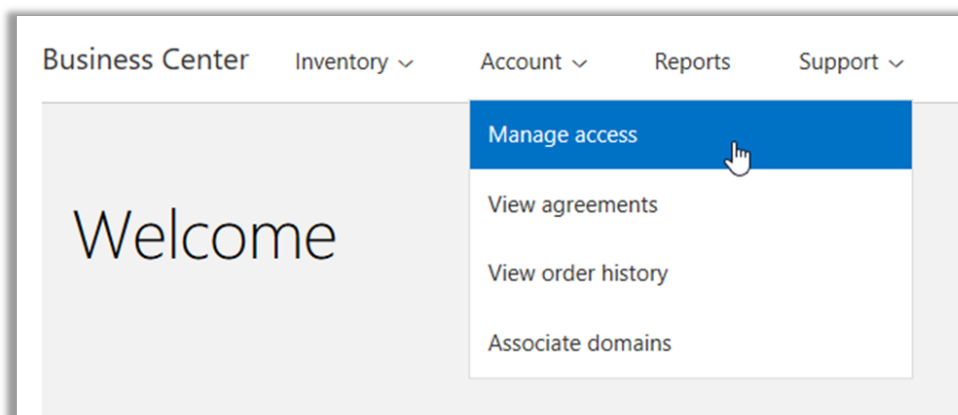 Business Center Inventory Account Reports Support
Manage access
View agreements
Welcome
View order history
Associate domains